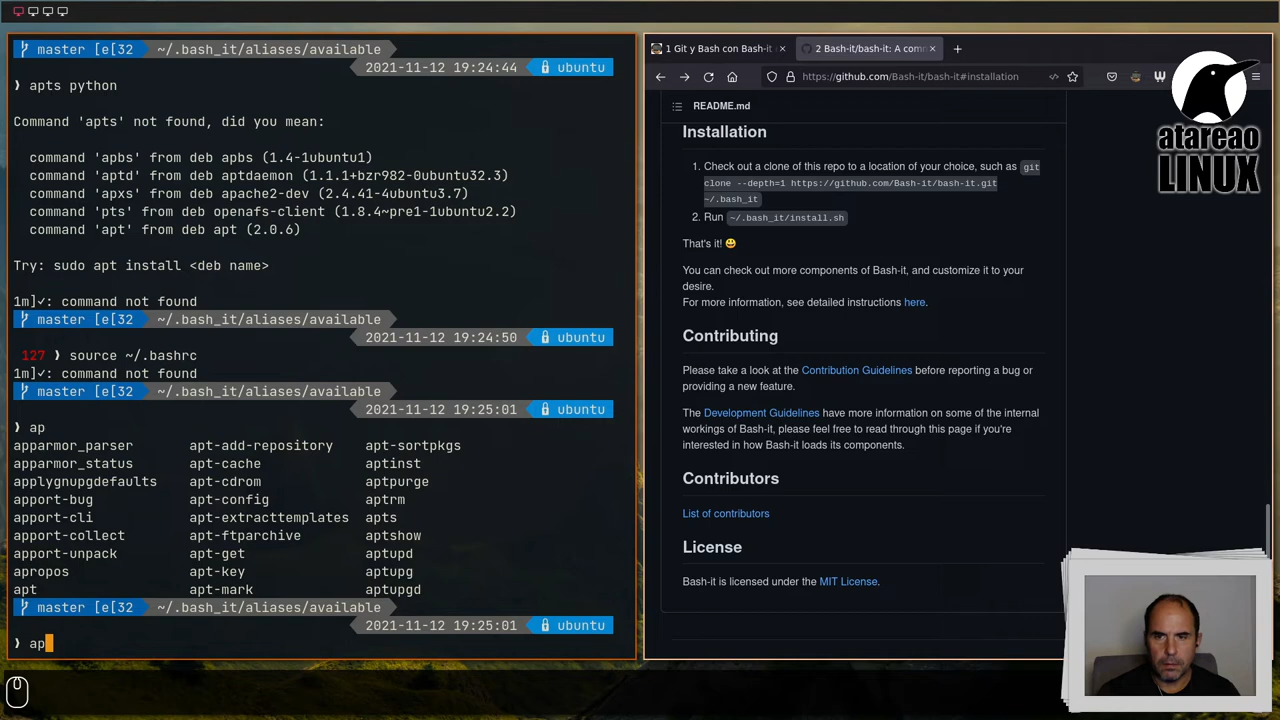 master [e[32 ~/.bash_it/aliases/available
2021-11-12 19:24:44 ubuntu
❯ apts python
Command 'apts' not found, did you mean:
command 'apbs' from deb apbs (1.4-1ubuntu1)
command 'aptd' from deb aptdaemon (1.1.1+bzr982-0ubuntu32.3)
command 'apxs' from deb apache2-dev (2.4.41-4ubuntu3.7)
command 'pts' from deb openafs-client (1.8.4~pre1-1ubuntu2.2)
command 'apt' from deb apt (2.0.6)
Try: sudo apt install <deb name>
1m]✓: command not found
master [e[32 ~/.bash_it/aliases/available
2021-11-12 19:24:50 ubuntu
127 ❯ source ~/.bashrc
1m]✓: command not found
master [e[32 ~/.bash_it/aliases/available
2021-11-12 19:25:01 ubuntu
❯ ap
apparmor_parser apt-add-repository apt-sortpkgs
apparmor_status apt-cache aptinst
applygnupgdefaults apt-cdrom aptpurge
apport-bug apt-config aptrm
apport-cli apt-extracttemplates apts
apport-collect apt-ftparchive aptshow
apport-unpack apt-get aptupd
apropos apt-key aptupg
apt apt-mark aptupgd
master [e[32 ~/.bash_it/aliases/available
2021-11-12 19:25:01 ubuntu
❯ ap
1 Git y Bash con Bash-it 2 Bash-it/bash-it: A com
https://github.com/Bash-it/bash-it#installation
README.md
Installation
1. Check out a clone of this repo to a location of your choice, such as git
clone --depth=1 https://github.com/Bash-it/bash-it.git
~/.bash_it
2. Run ~/.bash_it/install.sh
That's it! 😃
You can check out more components of Bash-it, and customize it to your
desire.
For more information, see detailed instructions here.
Contributing
Please take a look at the Contribution Guidelines before reporting a bug or
providing a new feature.
The Development Guidelines have more information on some of the internal
workings of Bash-it, please feel free to read through this page if you're
interested in how Bash-it loads its components.
Contributors
List of contributors
License
Bash-it is licensed under the MIT License.
atareao
LINUX